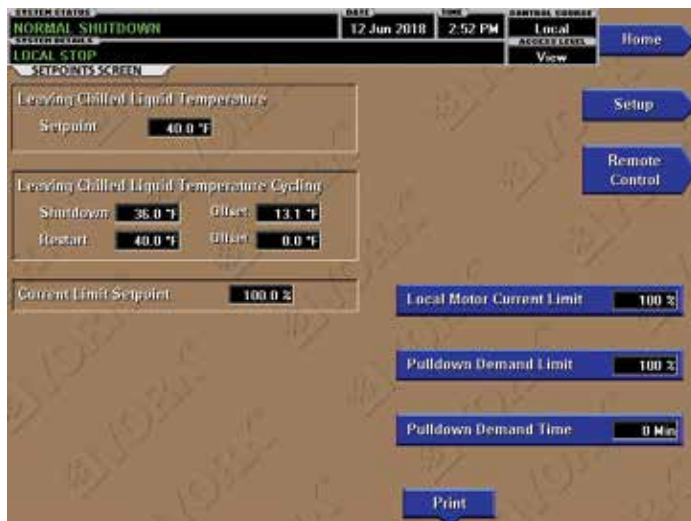 SYSTEM STATUS
NORMAL SHUTDOWN
SYSTEM DETAILS
LOCAL STOP
DATE
12 Jun 2018
TIME
2:52 PM
CONTROL SOURCE
Local
ACCESS LEVEL
View
Home
SETPOINTS SCREEN
Leaving Chilled Liquid Temperature
Setpoint 40.0 °F
Setup
Remote Control
Leaving Chilled Liquid Temperature Cycling
Shutdown 36.0 °F Offset 13.1 °F
Restart 40.0 °F Offset 0.0 °F
Current Limit Setpoint 100.0 %
Local Motor Current Limit 100 %
Pulldown Demand Limit 100 %
Pulldown Demand Time 0 Min
Print
YORK